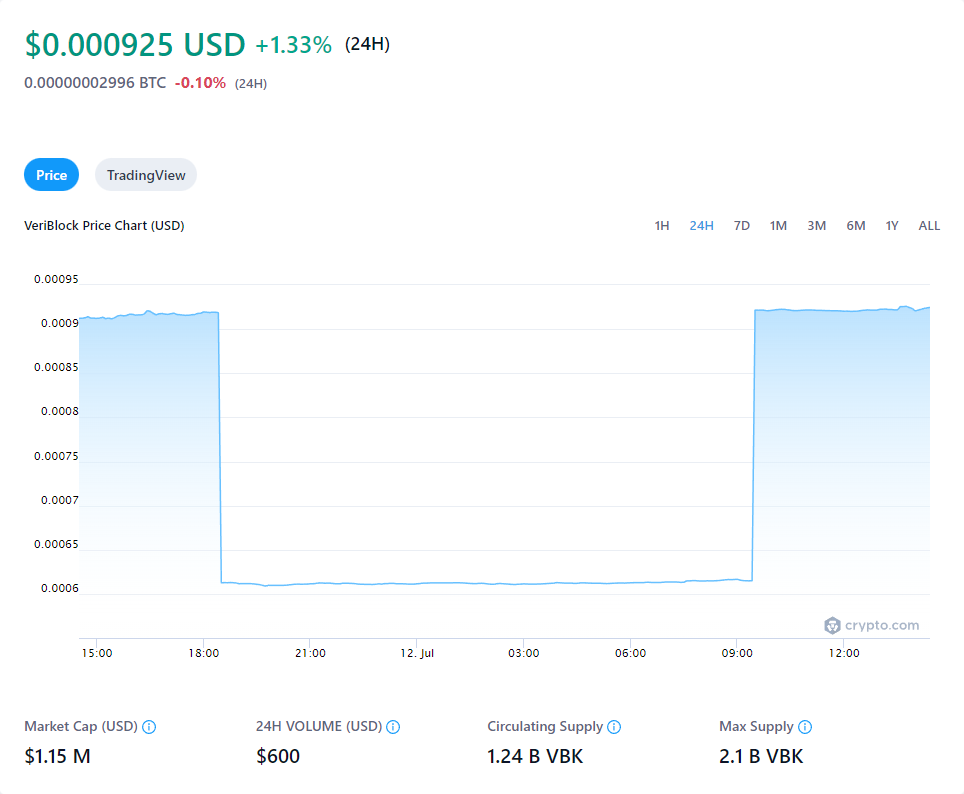 $0.000925 USD +1.33% (24H)
0.00000002996 BTC -0.10% (24H)
Price TradingView
VeriBlock Price Chart (USD) 1H 24H 7D 1M 3M 6M 1Y ALL
0.00095
0.0009
0.00085
0.0008
0.00075
0.0007
0.00065
0.0006
crypto.com
15:00 18:00 21:00 12. Jul 03:00 06:00 09:00 12:00
Market Cap (USD) 24H VOLUME (USD) Circulating Supply Max Supply
$1.15 M $600 1.24 B VBK 2.1 B VBK